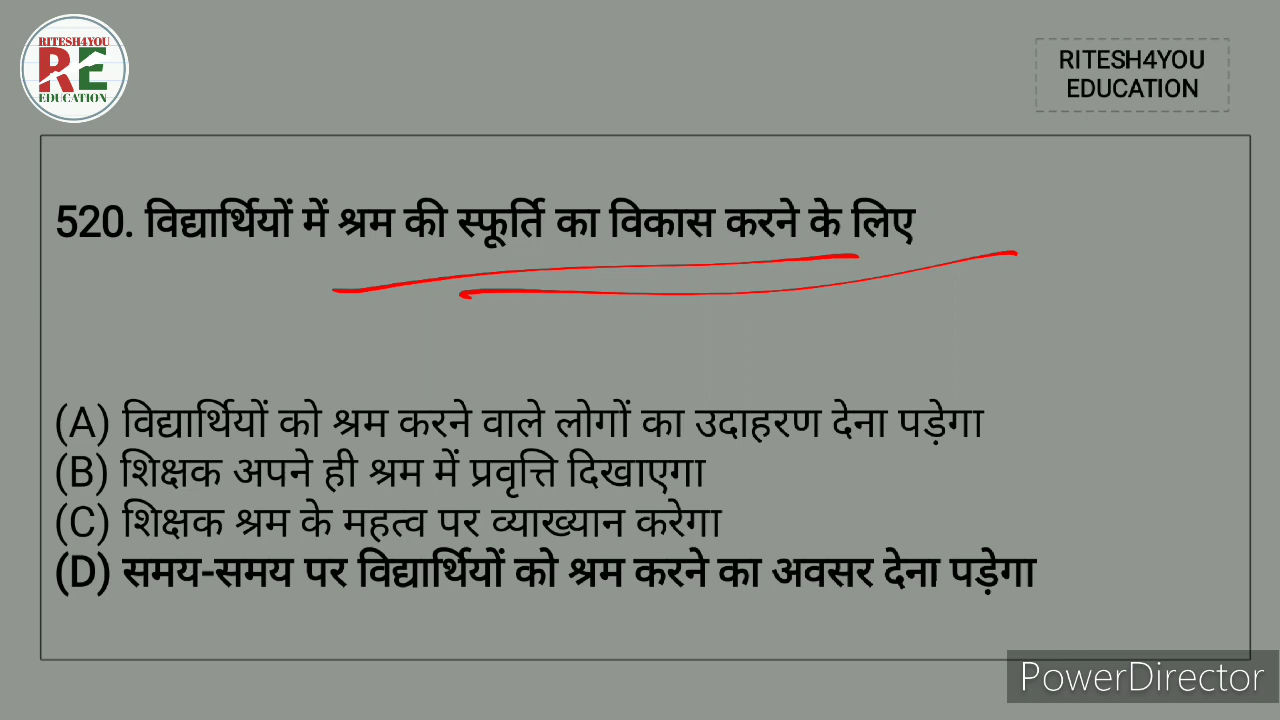 RITESH4YOU
RE
EDUCATION
RITESH4YOU
EDUCATION
520. विद्यार्थियों में श्रम की स्फूर्ति का विकास करने के लिए
(A) विद्यार्थियों को श्रम करने वाले लोगों का उदाहरण देना पड़ेगा
(B) शिक्षक अपने ही श्रम में प्रवृत्ति दिखाएगा
(C) शिक्षक श्रम के महत्व पर व्याख्यान करेगा
(D) समय-समय पर विद्यार्थियों को श्रम करने का अवसर देना पड़ेगा
PowerDirector